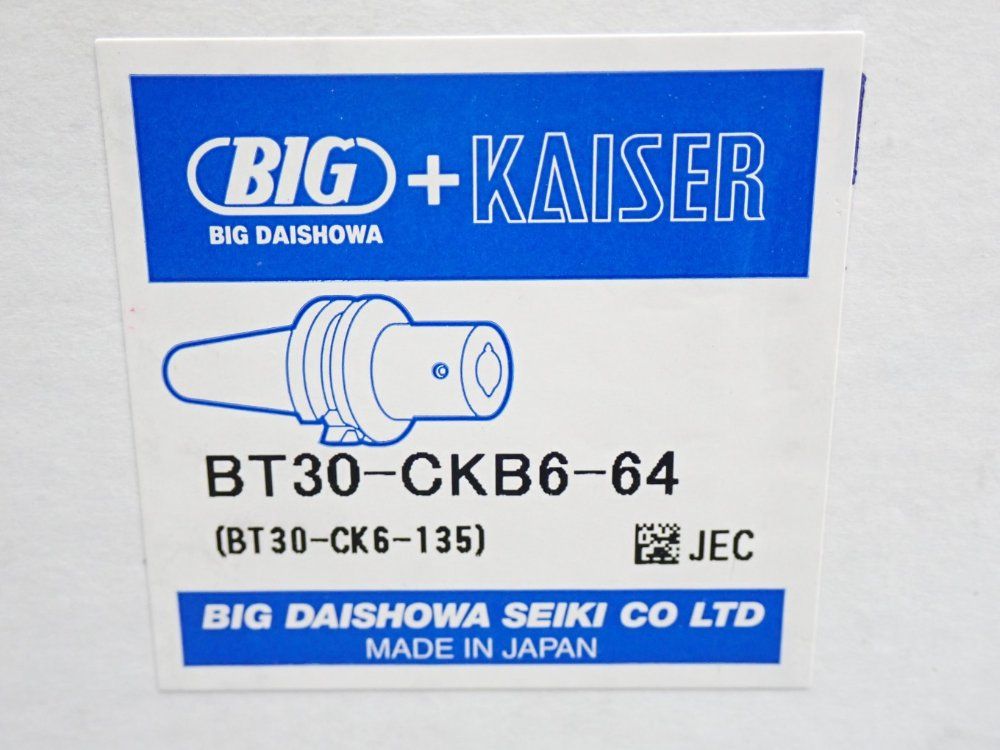 BIG + KAISER
BIG DAISHOWA
BT30-CKB6-64
(BT30-CK6-135)
JEC
BIG DAISHOWA SEIKI CO LTD
MADE IN JAPAN